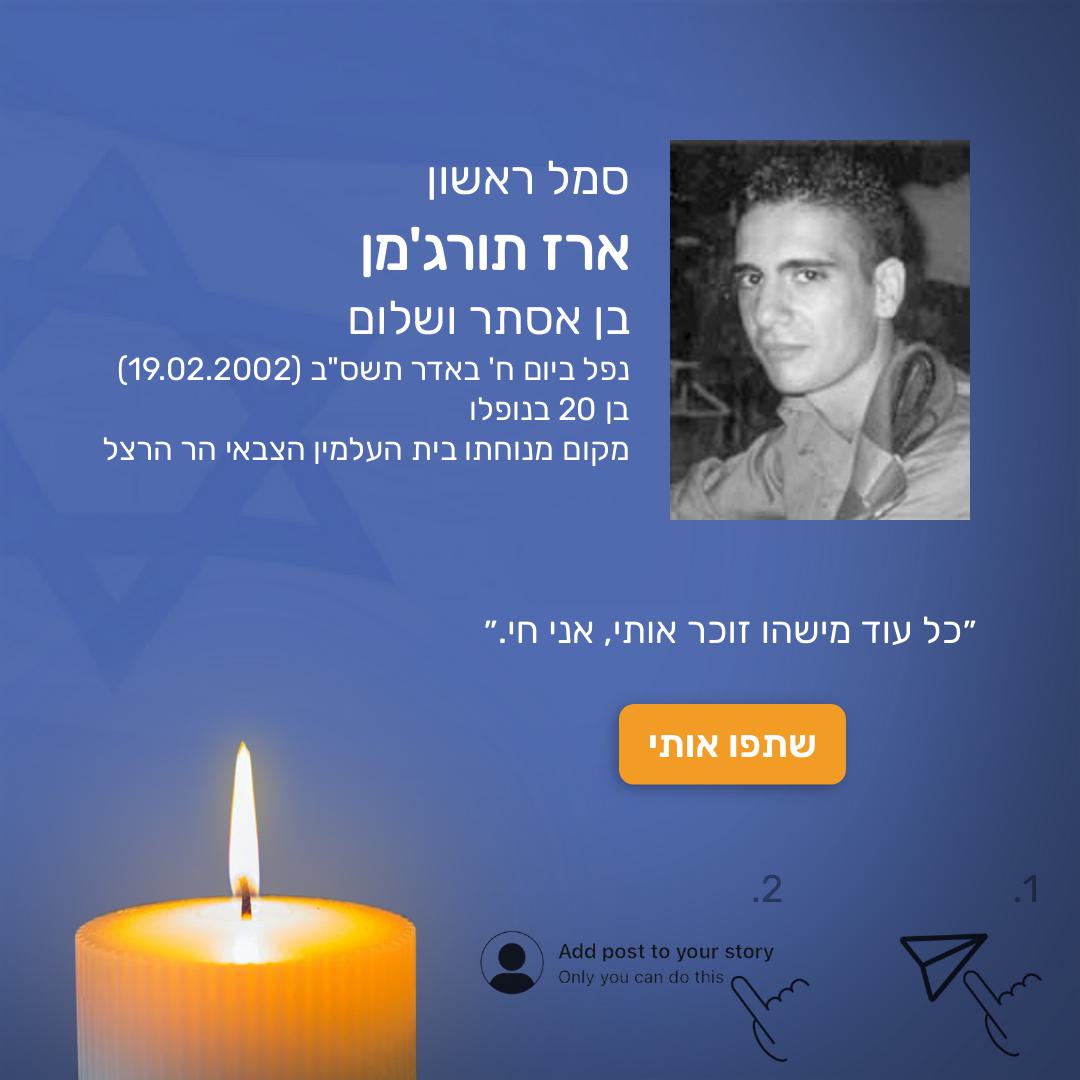 סמל ראשון
ארז תורג'מן
בן אסתר ושלום
נפל ביום ח' באדר תשס"ב (19.02.2002)
בן 20 בנופלו
מקום מנוחתו בית העלמין הצבאי הר הרצל
״כל עוד מישהו זוכר אותי, אני חי.״
שתפו אותי
1.
2.
Add post to your story
Only you can do this